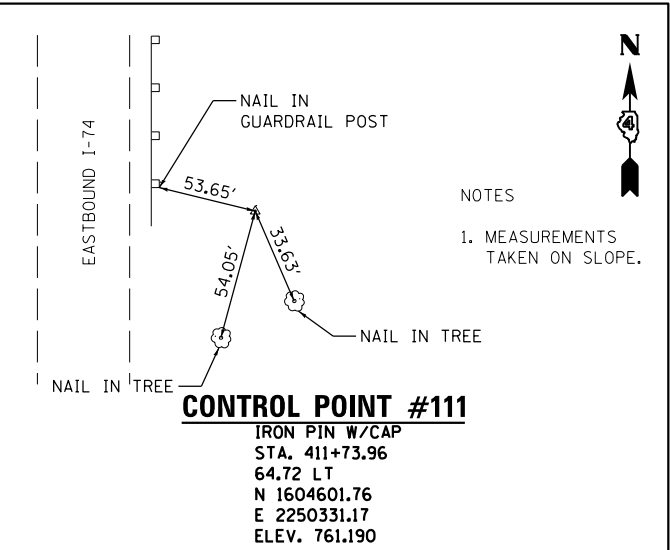 N
4
NAIL IN
GUARDRAIL POST
EASTBOUND I-74
53.65'
NOTES
1. MEASUREMENTS
TAKEN ON SLOPE.
33.63'
54.05'
NAIL IN TREE
NAIL IN TREE
CONTROL POINT #111
IRON PIN W/CAP
STA. 411+73.96
64.72 LT
N 1604601.76
E 2250331.17
ELEV. 761.190